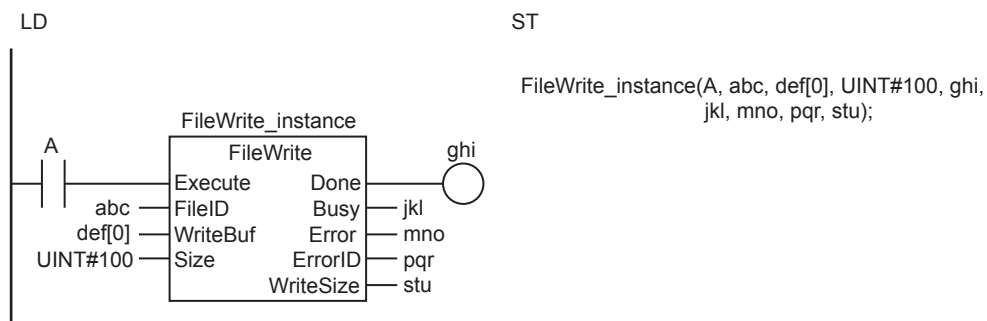 LD
ST
FileWrite_instance(A, abc, def[0], UINT#100, ghi,
jkl, mno, pqr, stu);
FileWrite_instance
A
FileWrite
ghi
Execute Done
abc FileID Busy jkl
def[0] WriteBuf Error mno
UINT#100 Size ErrorID pqr
WriteSize stu